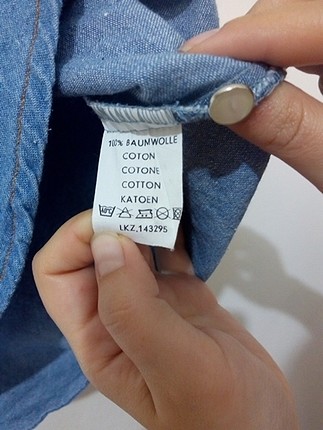 100% BAUMWOLLE
COTON
COTONE
COTTON
KATOEN
LKZ.143295